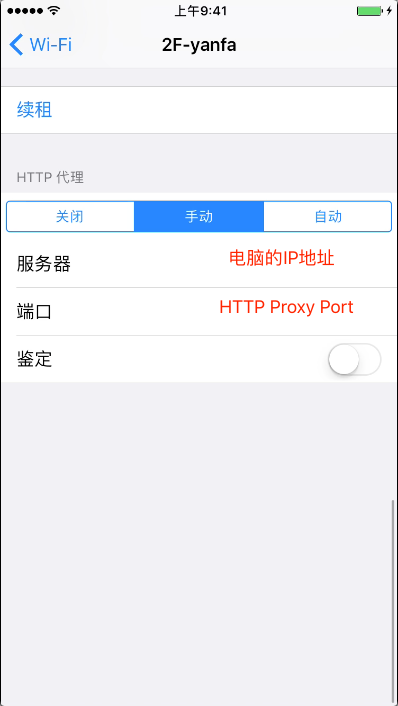 上午9:41
Wi-Fi
2F-yanfa
续租
HTTP 代理
关闭 手动 自动
服务器 电脑的IP地址
端口 HTTP Proxy Port
鉴定